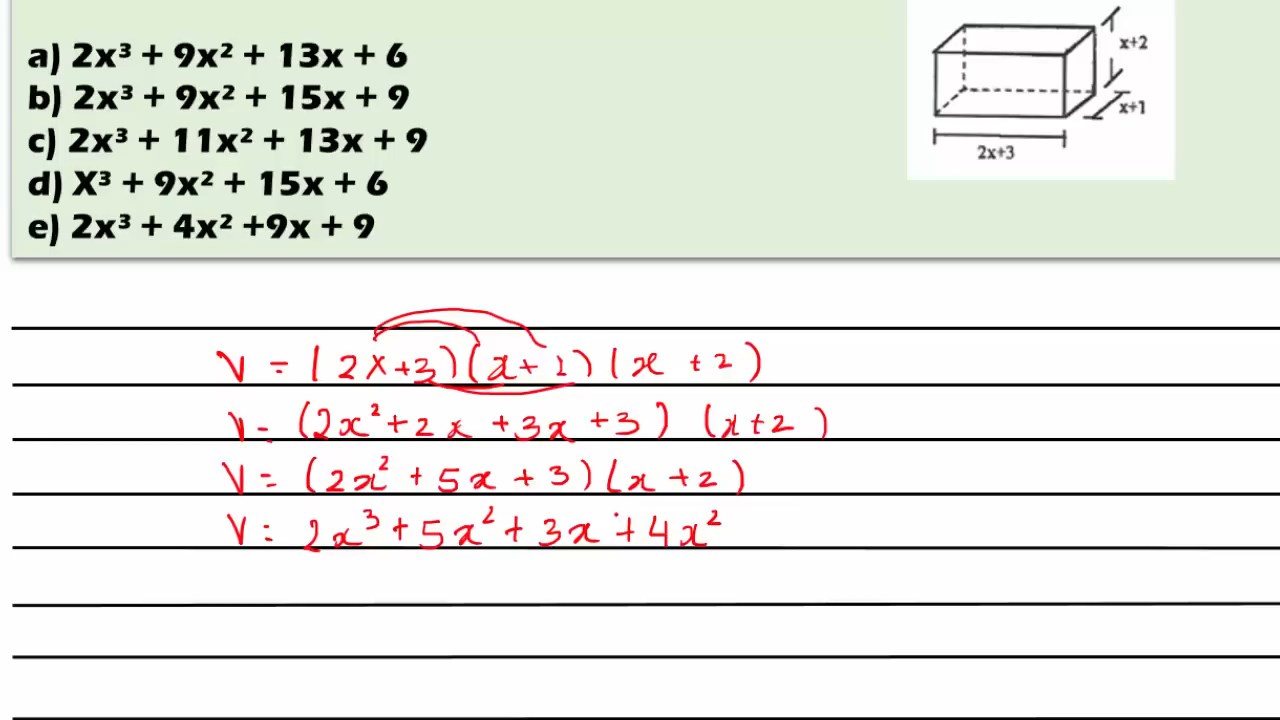 a) 2x³ + 9x² + 13x + 6
b) 2x³ + 9x² + 15x + 9
c) 2x³ + 11x² + 13x + 9
d) X³ + 9x² + 15x + 6
e) 2x³ + 4x² +9x + 9
x+2
x+1
2x+3
V = (2x+3)(x+1)(x+2)
V= (2x²+2x+3x+3) (x+2)
V= (2x²+5x+3)(x+2)
V= 2x³+5x²+3x+4x²